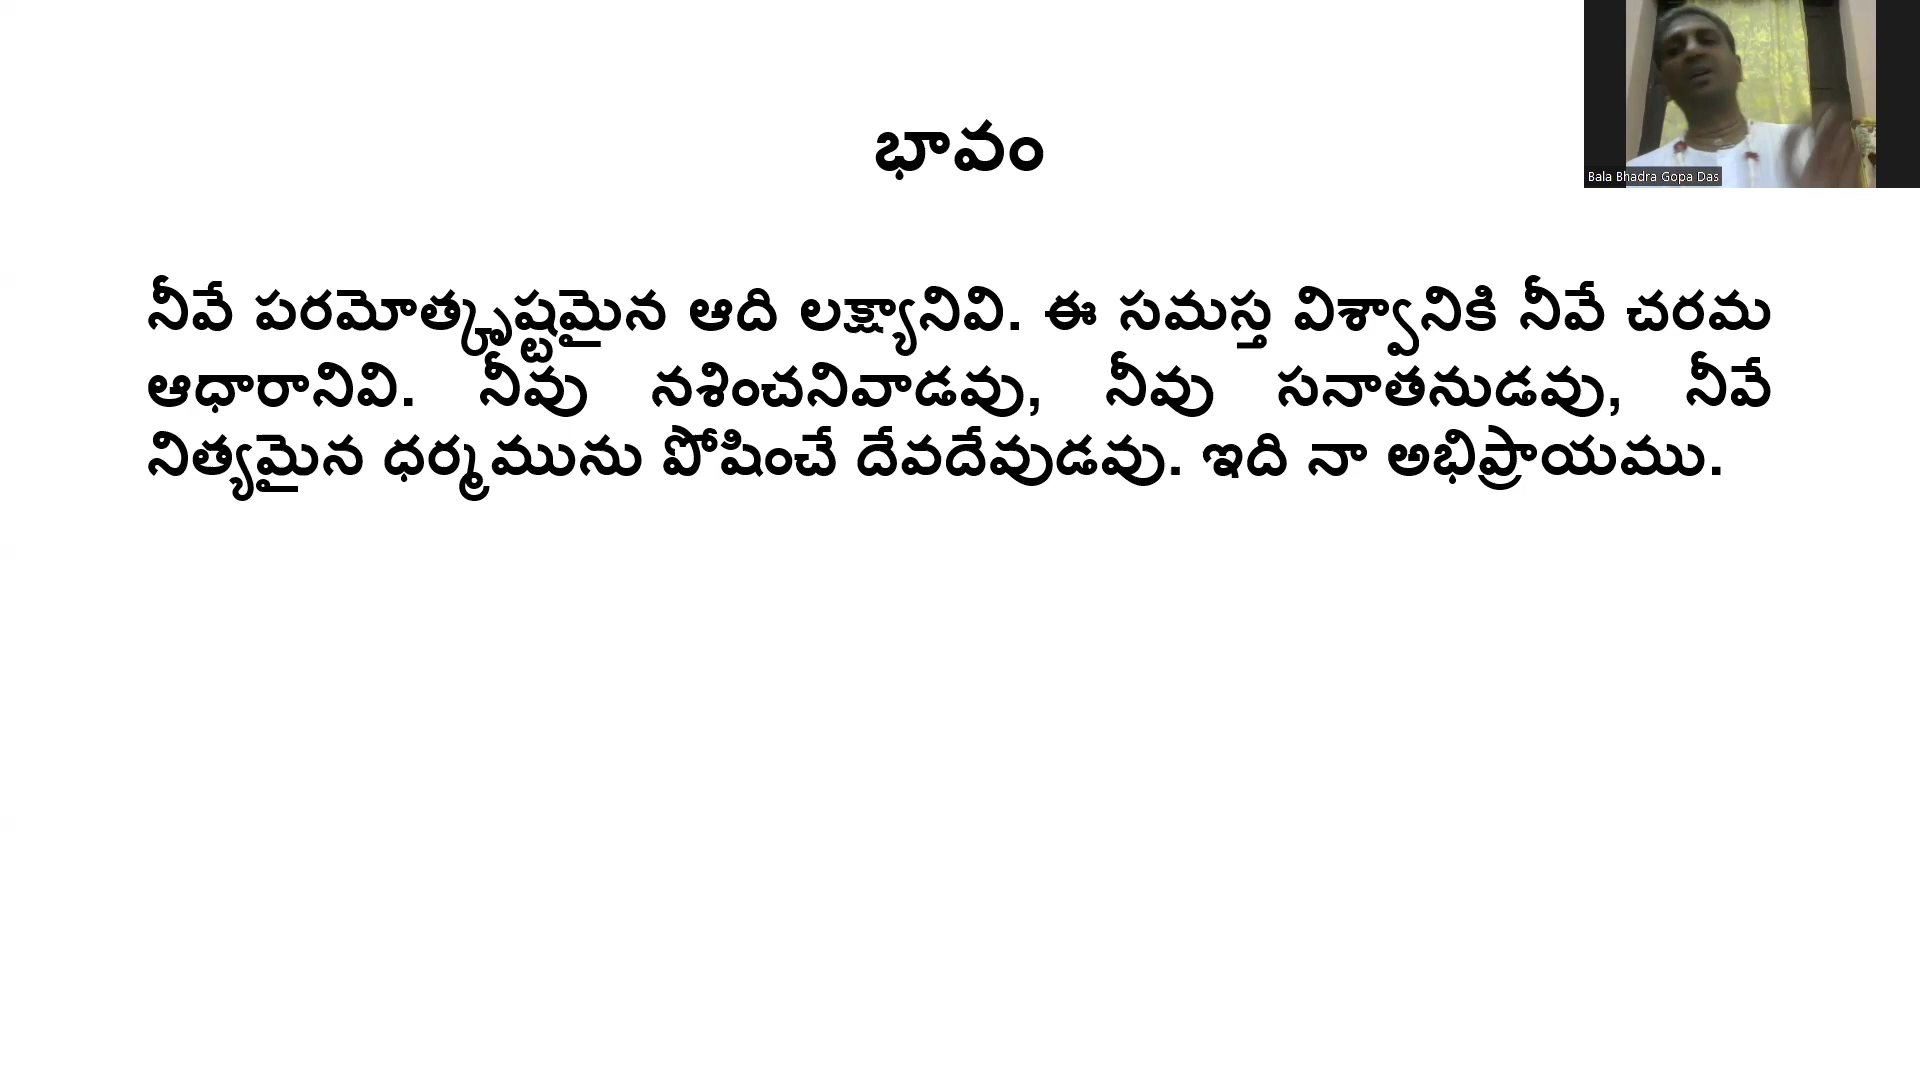 భావం
Bala Bhadra Gopa Das
నీవే పరమోత్కృష్టమైన ఆది లక్ష్యానివి. ఈ సమస్త విశ్వానికి నీవే చరమ
ఆధారానివి. నీవు నశించనివాడవు, నీవు సనాతనుడవు, నీవే
నిత్యమైన ధర్మమును పోషించే దేవదేవుడవు. ఇది నా అభిప్రాయము.